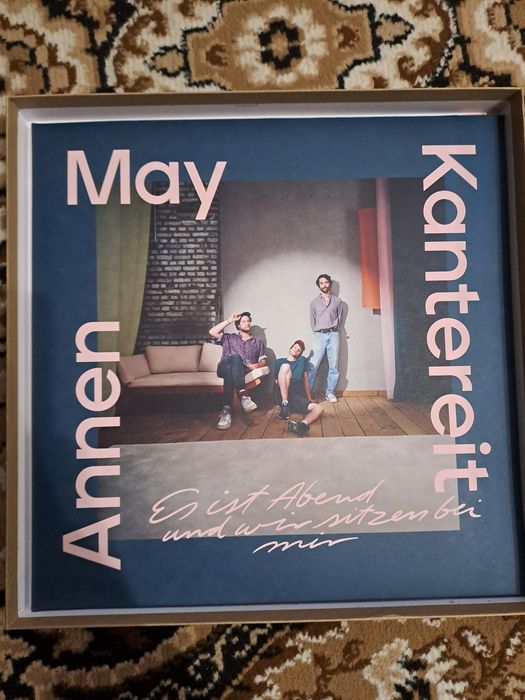 Annen
May
Kantereit
Es ist Abend
und wir sitzen bei
mir